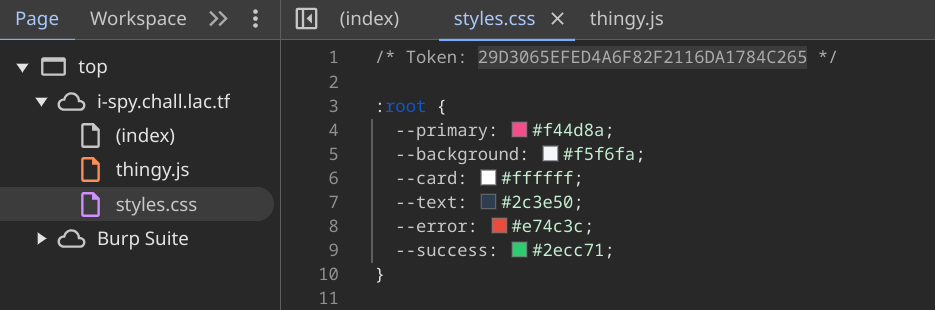 Page Workspace
(index) styles.css thingy.js
top
i-spy.chall.lac.tf
(index)
thingy.js
styles.css
Burp Suite
1 /* Token: 29D3065EFED4A6F82F2116DA1784C265 */
2
3 :root {
4 --primary: #f44d8a;
5 --background: #f5f6fa;
6 --card: #ffffff;
7 --text: #2c3e50;
8 --error: #e74c3c;
9 --success: #2ecc71;
10 }
11